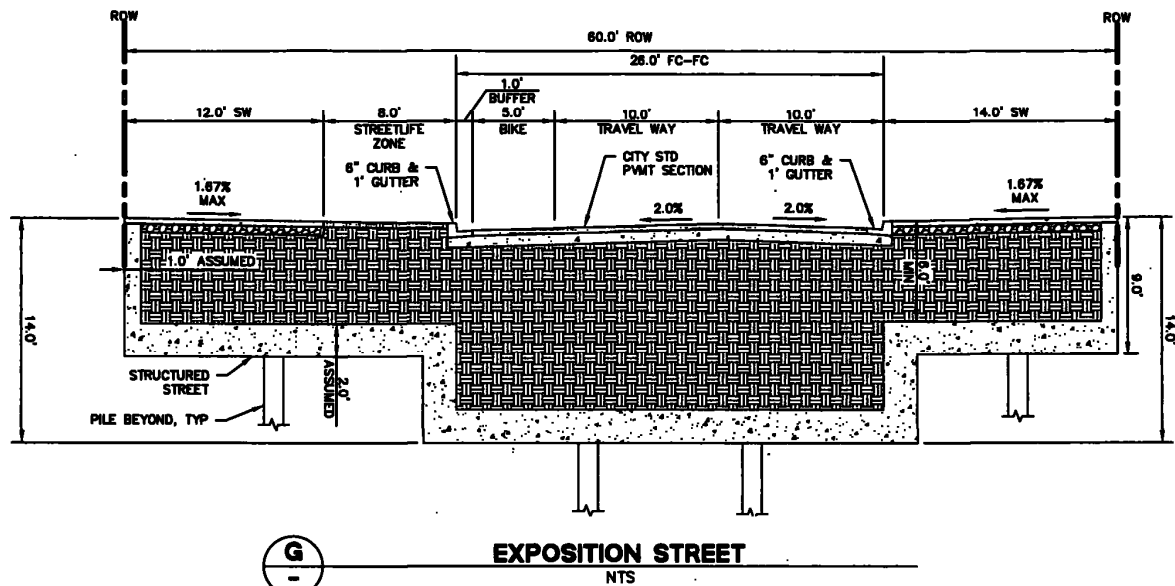 ROW
ROW
60.0' ROW
26.0' FC-FC
1.0'
BUFFER
12.0' SW
8.0'
STREETLIFE
ZONE
5.0'
BIKE
10.0'
TRAVEL WAY
10.0'
TRAVEL WAY
14.0' SW
6" CURB &
1' GUTTER
CITY STD
PVMT SECTION
6" CURB &
1' GUTTER
1.67%
MAX
2.0%
2.0%
1.67%
MAX
1.0' ASSUMED
6.0'
MIN
9.0'
14.0'
14.0'
STRUCTURED
STREET
2.0'
ASSUMED
PILE BEYOND, TYP
G
-
EXPOSITION STREET
NTS